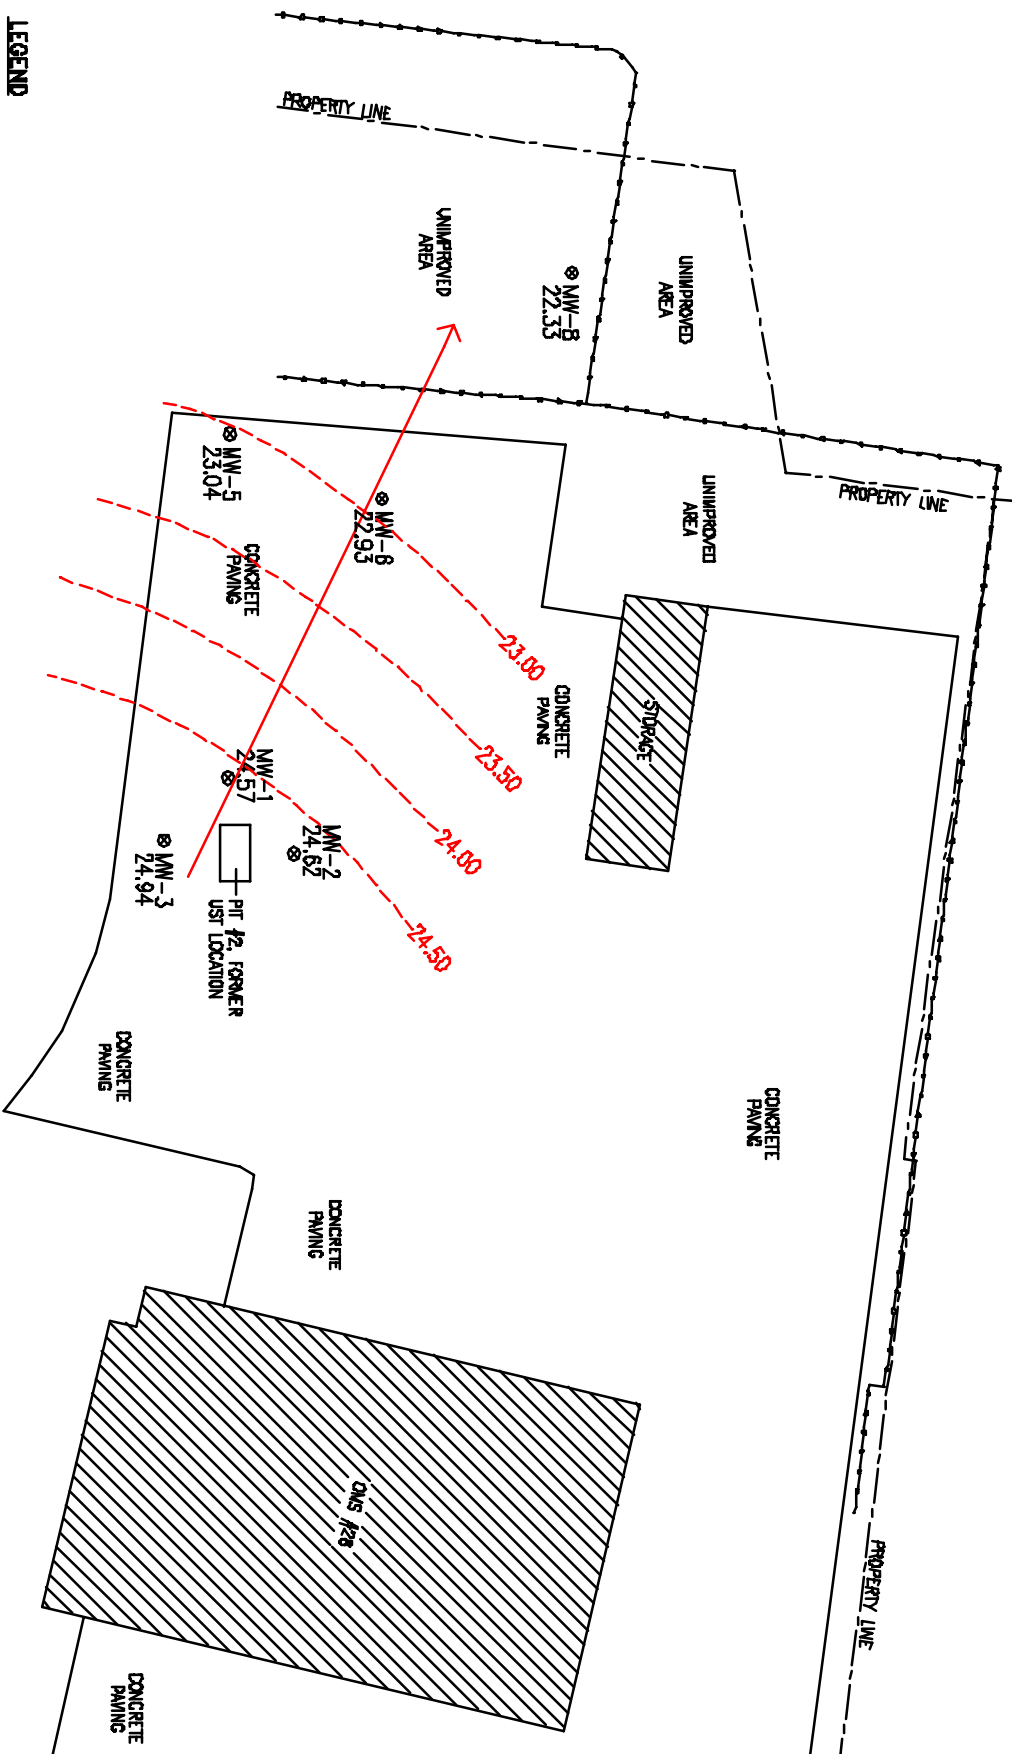 LEGEND
PROPERTY LINE
UNIMPROVED
AREA
UNIMPROVED
AREA
MW-8
22.33
MW-5
23.04
MW-6
22.93
UNIMPROVED
AREA
PROPERTY LINE
CONCRETE
PAVING
23.00
CONCRETE
PAVING
STORAGE
23.50
MW-1
24.57
24.00
MW-2
24.62
MW-3
24.94
24.50
PIT #2, FORMER
UST LOCATION
CONCRETE
PAVING
CONCRETE
PAVING
CONCRETE
PAVING
OMS #28
PROPERTY LINE
CONCRETE
PAVING